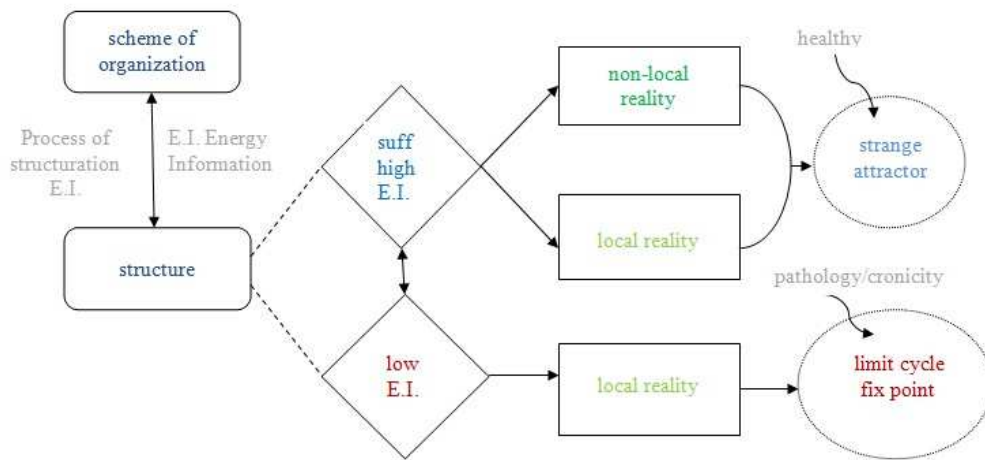 scheme of
organization
Process of
structuration
E.I.
E.I. Energy
Information
structure
suff
high
E.I.
low
E.I.
non-local
reality
local reality
local reality
healthy
strange
attractor
pathology/cronicity
limit cycle
fix point